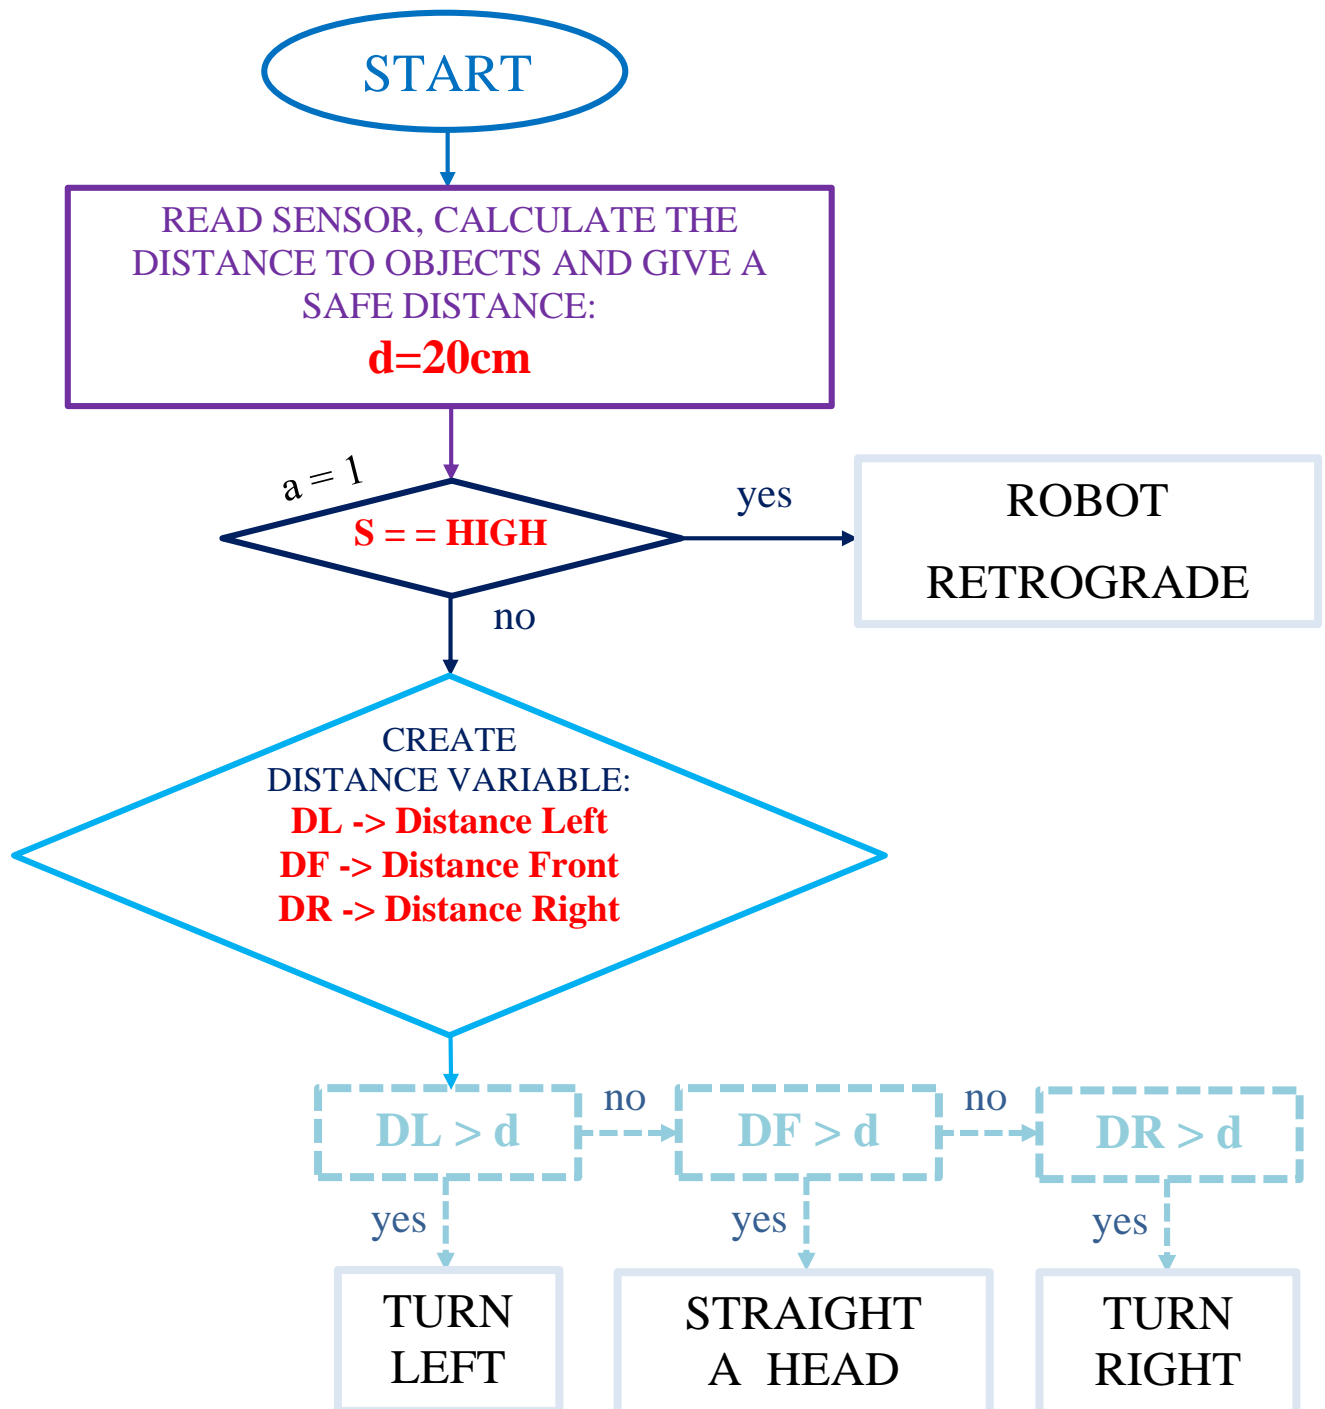 START
READ SENSOR, CALCULATE THE
DISTANCE TO OBJECTS AND GIVE A
SAFE DISTANCE:
d=20cm
a = 1
S = = HIGH
yes
ROBOT
RETROGRADE
no
CREATE
DISTANCE VARIABLE:
DL -> Distance Left
DF -> Distance Front
DR -> Distance Right
DL > d
no
DF > d
no
DR > d
yes
yes
yes
TURN
LEFT
STRAIGHT
A HEAD
TURN
RIGHT